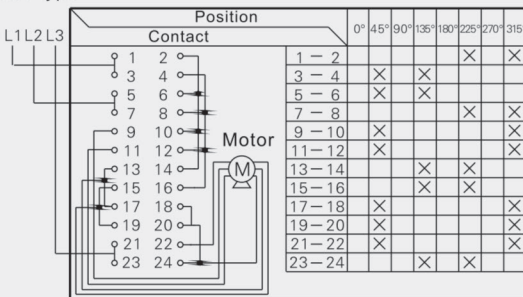 Position
Contact
0° 45° 90° 135° 180° 225° 270° 315
L1 L2 L3
1 2
3 4
5 6
7 8
9 10
11 12
13 14
15 16
17 18
19 20
21 22
23 24
Motor
M
1 — 2 × ×
3 — 4 × ×
5 — 6 × ×
7 — 8 × ×
9 — 10 × ×
11 — 12 × ×
13 — 14 × ×
15 — 16 × ×
17 — 18 × ×
19 — 20 × ×
21 — 22 × ×
23 — 24 × ×